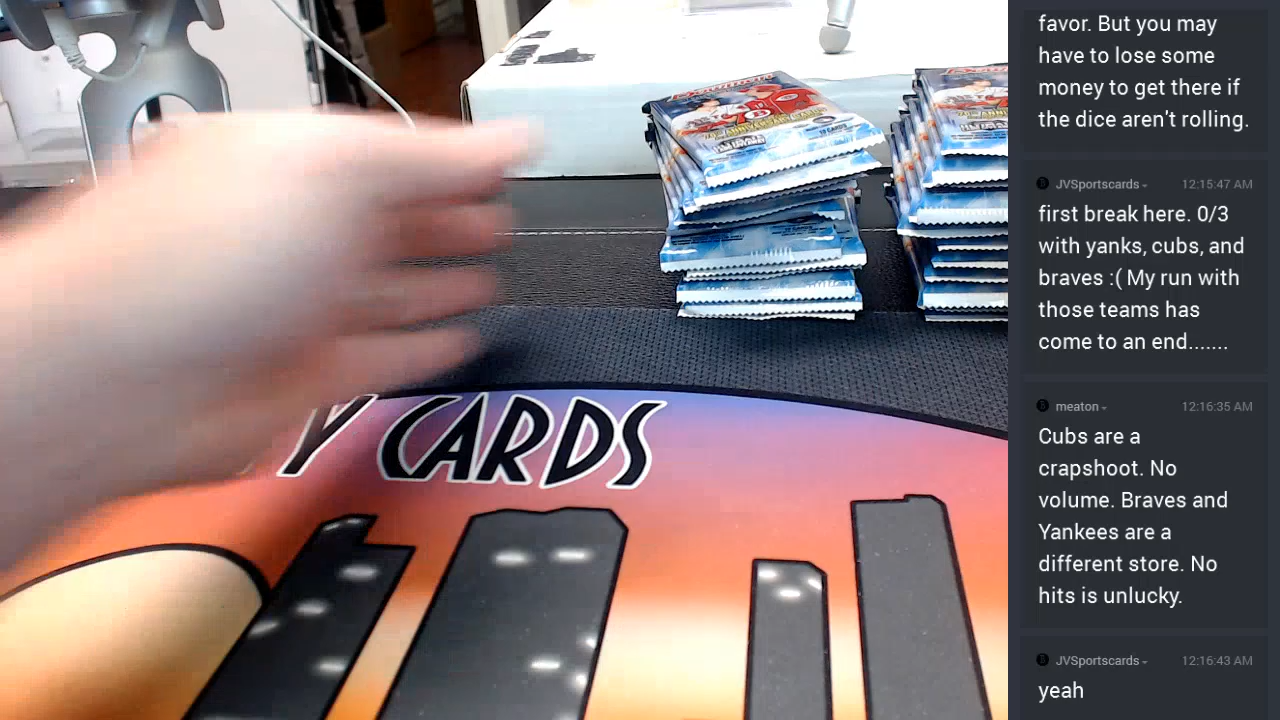 Y CARDS
favor. But you may
have to lose some
money to get there if
the dice aren't rolling.
JVSportscards
12:15:47 AM
first break here. 0/3
with yanks, cubs, and
braves :( My run with
those teams has
come to an end.......
meaton
12:16:35 AM
Cubs are a
crapshoot. No
volume. Braves and
Yankees are a
different store. No
hits is unlucky.
JVSportscards
12:16:43 AM
yeah